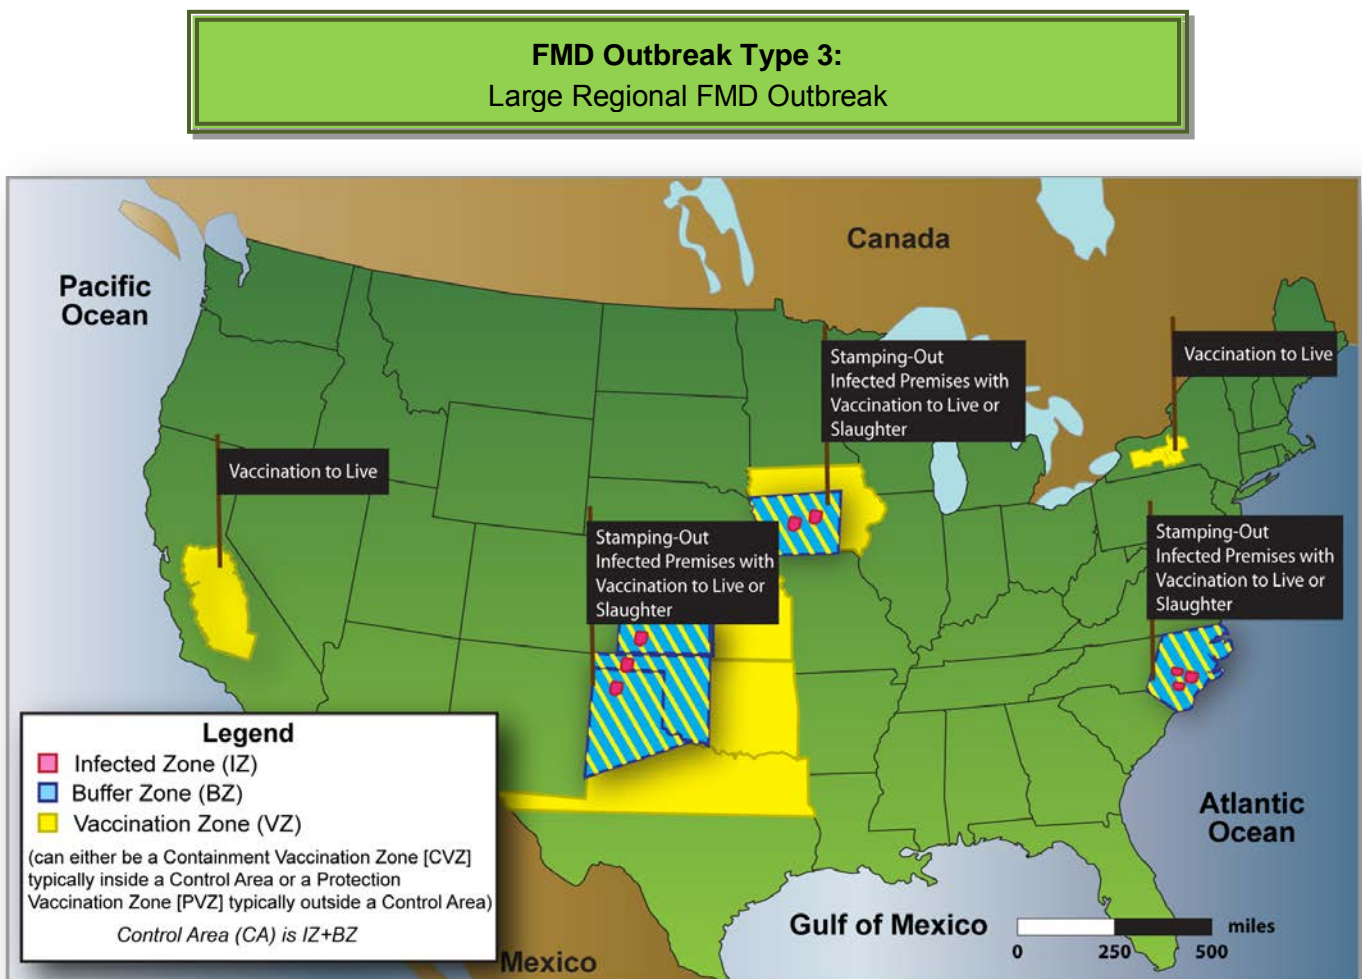 FMD Outbreak Type 3:
Large Regional FMD Outbreak
Canada
Pacific
Ocean
Stamping-Out
Infected Premises with
Vaccination to Live or
Slaughter
Vaccination to Live
Vaccination to Live
Stamping-Out
Infected Premises with
Vaccination to Live or
Slaughter
Stamping-Out
Infected Premises with
Vaccination to Live or
Slaughter
Legend
Infected Zone (IZ)
Buffer Zone (BZ)
Vaccination Zone (VZ)
(can either be a Containment Vaccination Zone [CVZ]
typically inside a Control Area or a Protection
Vaccination Zone [PVZ] typically outside a Control Area)
Control Area (CA) is IZ+BZ
Atlantic
Ocean
Gulf of Mexico
miles
0 250 500
Mexico